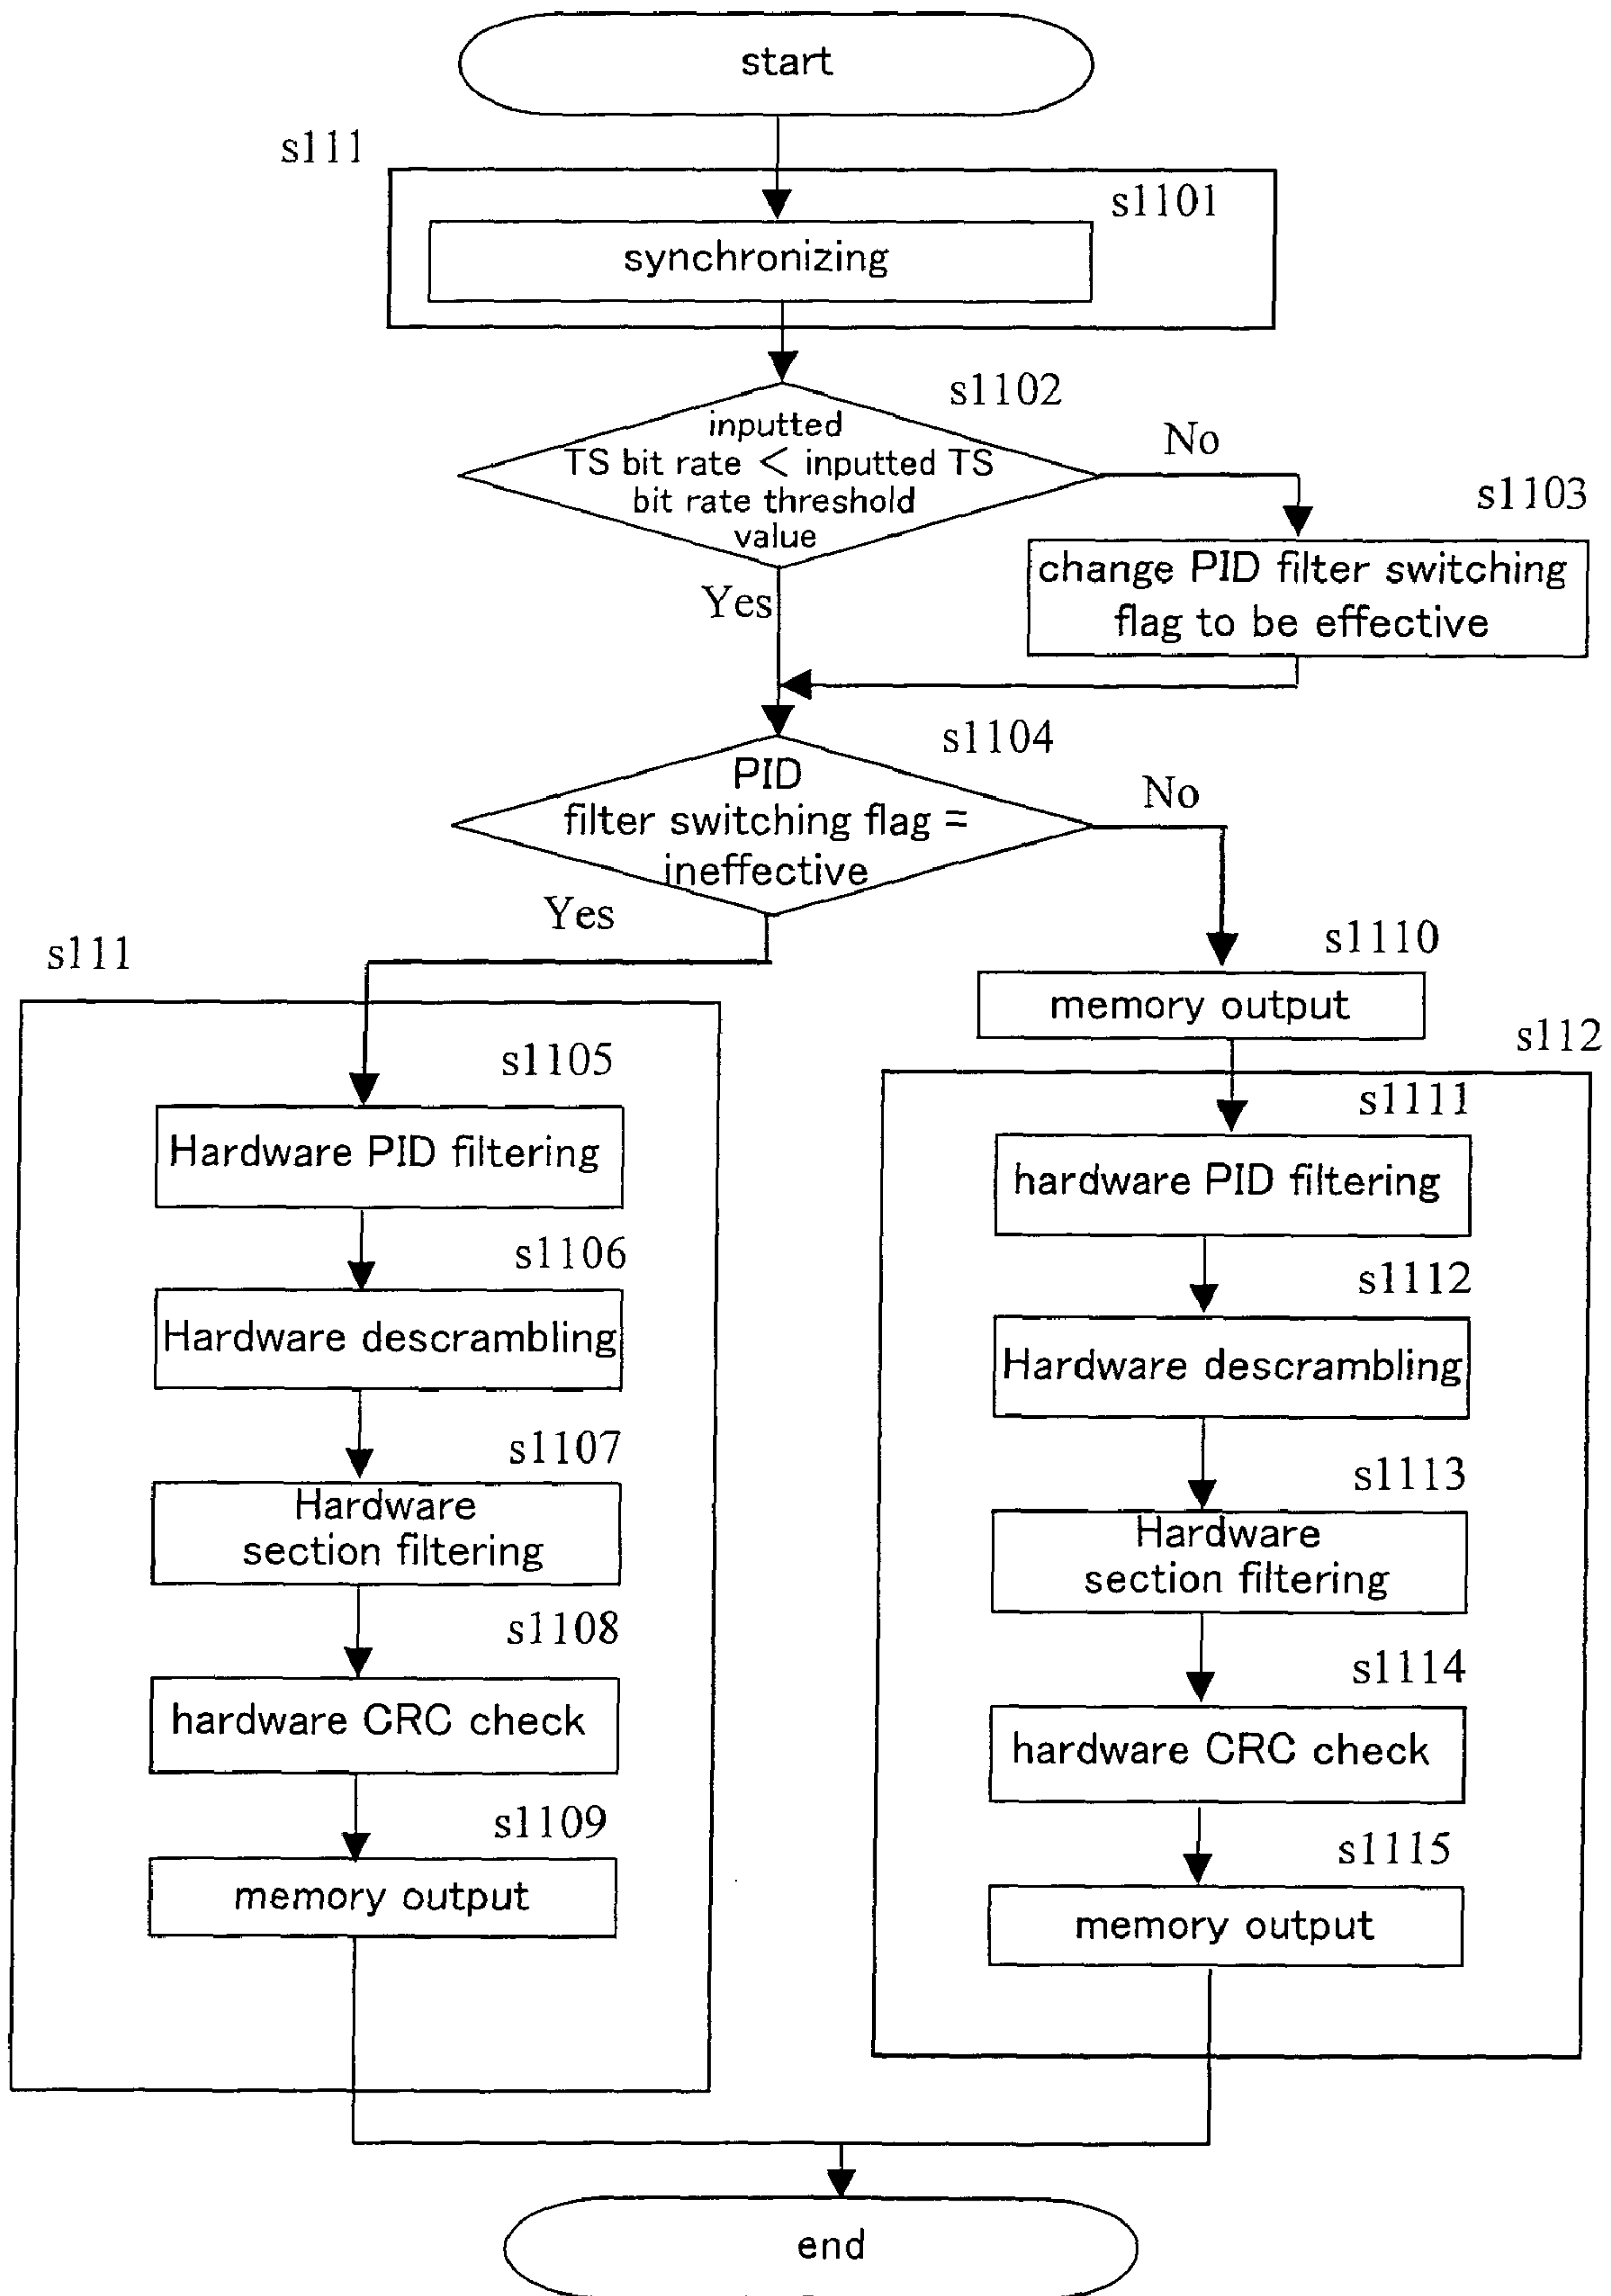 start
s111
s1101
synchronizing
s1102
inputted
TS bit rate < inputted TS
bit rate threshold
value
No
s1103
change PID filter switching
flag to be effective
Yes
s1104
PID
filter switching flag =
ineffective
No
Yes
s111
s1105
Hardware PID filtering
s1106
Hardware descrambling
s1107
Hardware
section filtering
s1108
hardware CRC check
s1109
memory output
s1110
memory output
s112
s1111
hardware PID filtering
s1112
Hardware descrambling
s1113
Hardware
section filtering
s1114
hardware CRC check
s1115
memory output
end